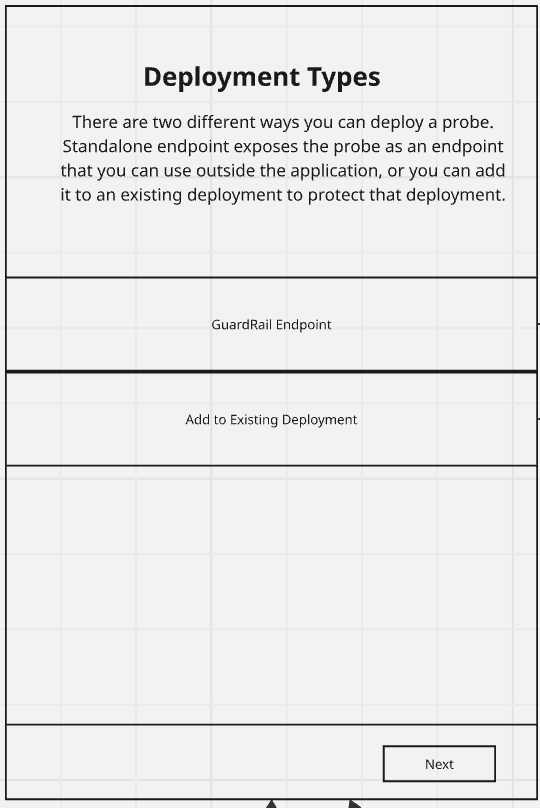 Deployment Types
There are two different ways you can deploy a probe.
Standalone endpoint exposes the probe as an endpoint
that you can use outside the application, or you can add
it to an existing deployment to protect that deployment.
GuardRail Endpoint
Add to Existing Deployment
Next